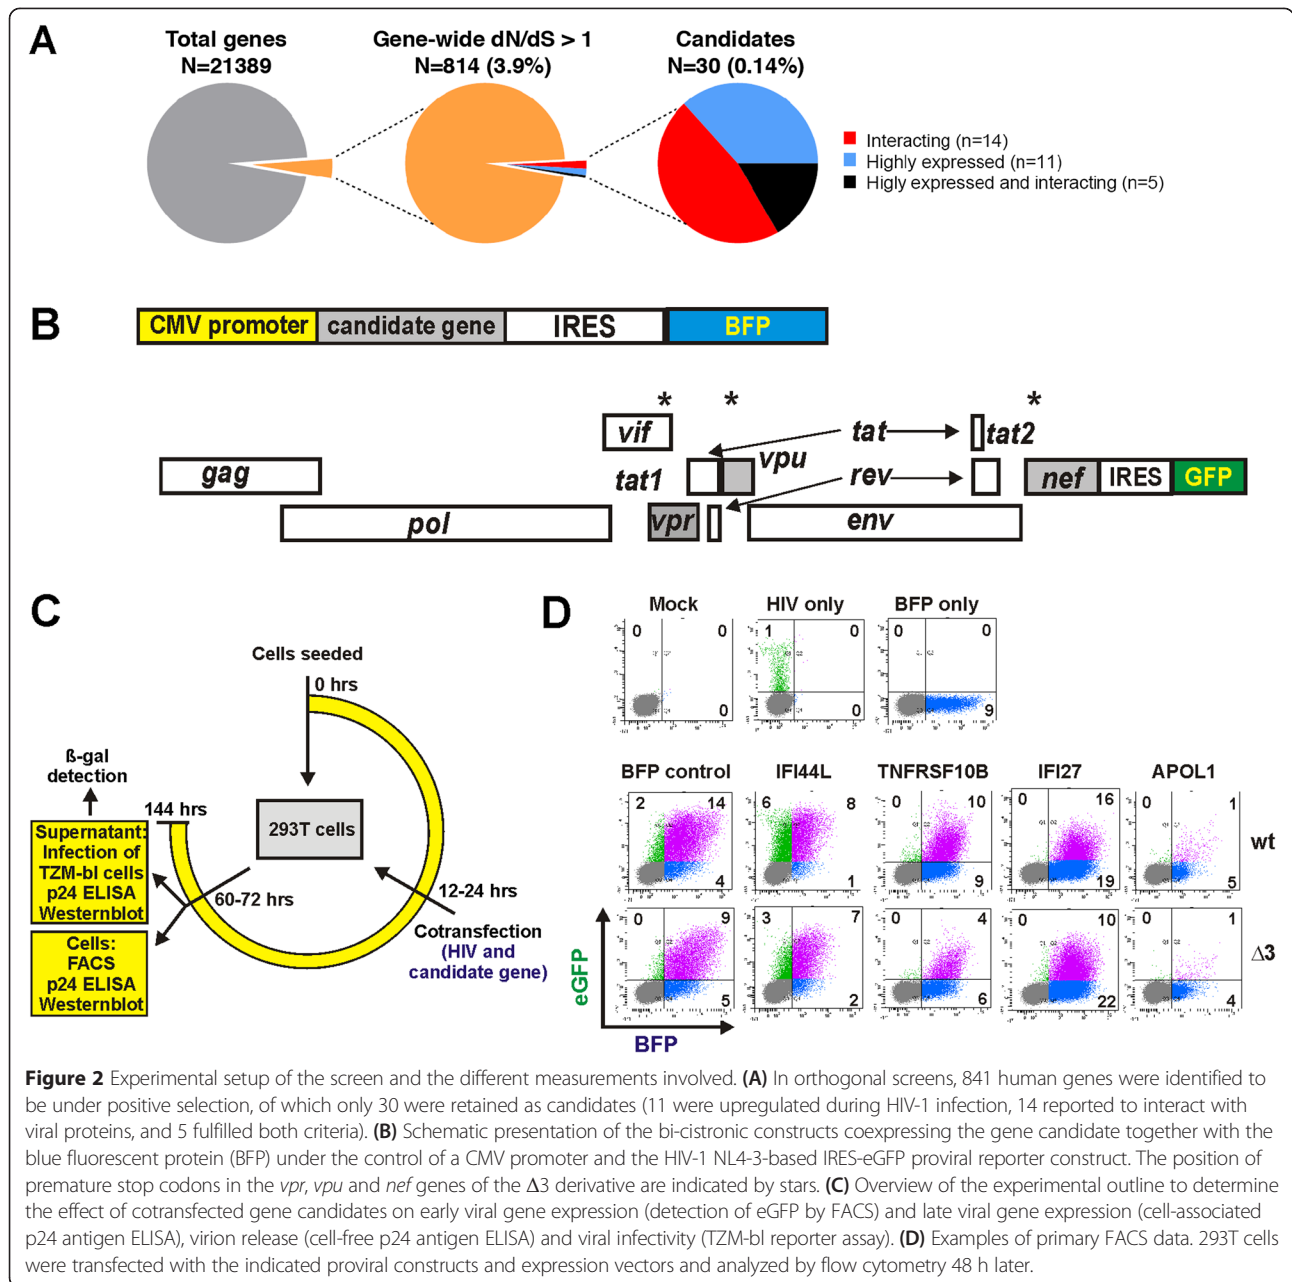 A
Total genes
N=21389
Gene-wide dN/dS > 1
N=814 (3.9%)
Candidates
N=30 (0.14%)
Interacting (n=14)
Highly expressed (n=11)
Higly expressed and interacting (n=5)
B
CMV promoter
candidate gene
IRES
BFP
* * *
vif
tat
tat2
gag
tat1
vpu
rev
nef
IRES
GFP
pol
vpr
env
C
Cells seeded
0 hrs
ß-gal
detection
144 hrs
293T cells
Supernatant:
Infection of
TZM-bl cells
p24 ELISA
Westernblot
60-72 hrs
12-24 hrs
Cotransfection
(HIV and
candidate gene)
Cells:
FACS
p24 ELISA
Westernblot
D
Mock
HIV only
BFP only
0 0 1 0 0 0
0 0 9
BFP control
IFI44L
TNFRSF10B
IFI27
APOL1
2 14 6 8 0 10 0 16 0 1
wt
4 1 9 19 5
0 9 3 7 0 4 0 10 0 1
Δ3
5 2 6 22 4
eGFP
BFP
Figure 2 Experimental setup of the screen and the different measurements involved. (A) In orthogonal screens, 841 human genes were identified to
be under positive selection, of which only 30 were retained as candidates (11 were upregulated during HIV-1 infection, 14 reported to interact with
viral proteins, and 5 fulfilled both criteria). (B) Schematic presentation of the bi-cistronic constructs coexpressing the gene candidate together with the
blue fluorescent protein (BFP) under the control of a CMV promoter and the HIV-1 NL4-3-based IRES-eGFP proviral reporter construct. The position of
premature stop codons in the vpr, vpu and nef genes of the Δ3 derivative are indicated by stars. (C) Overview of the experimental outline to determine
the effect of cotransfected gene candidates on early viral gene expression (detection of eGFP by FACS) and late viral gene expression (cell-associated
p24 antigen ELISA), virion release (cell-free p24 antigen ELISA) and viral infectivity (TZM-bl reporter assay). (D) Examples of primary FACS data. 293T cells
were transfected with the indicated proviral constructs and expression vectors and analyzed by flow cytometry 48 h later.